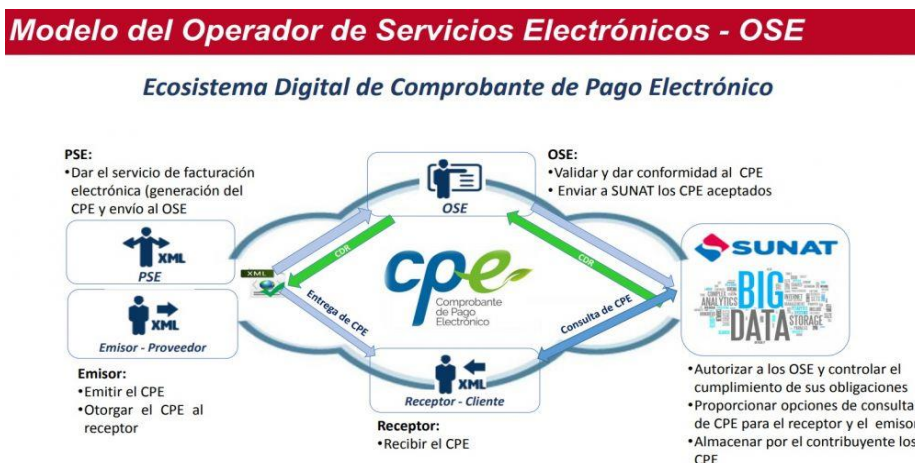 Modelo del Operador de Servicios Electrónicos - OSE
Ecosistema Digital de Comprobante de Pago Electrónico
PSE:
•Dar el servicio de facturación
electrónica (generación del
CPE y envío al OSE
OSE:
•Validar y dar conformidad al CPE
• Enviar a SUNAT los CPE aceptados
OSE
XML
PSE
XML
CDR
CDR
cpe
Comprobante
de Pago
Electrónico
SUNAT
BIG
DATA
ANALYTICS
STORAGE
Entrega de CPE
Consulta de CPE
XML
Emisor - Proveedor
XML
Receptor - Cliente
Emisor:
•Emitir el CPE
•Otorgar el CPE al
receptor
Receptor:
•Recibir el CPE
•Autorizar a los OSE y controlar el
cumplimiento de sus obligaciones
•Proporcionar opciones de consulta
de CPE para el receptor y el emisor
•Almacenar por el contribuyente los
CPE